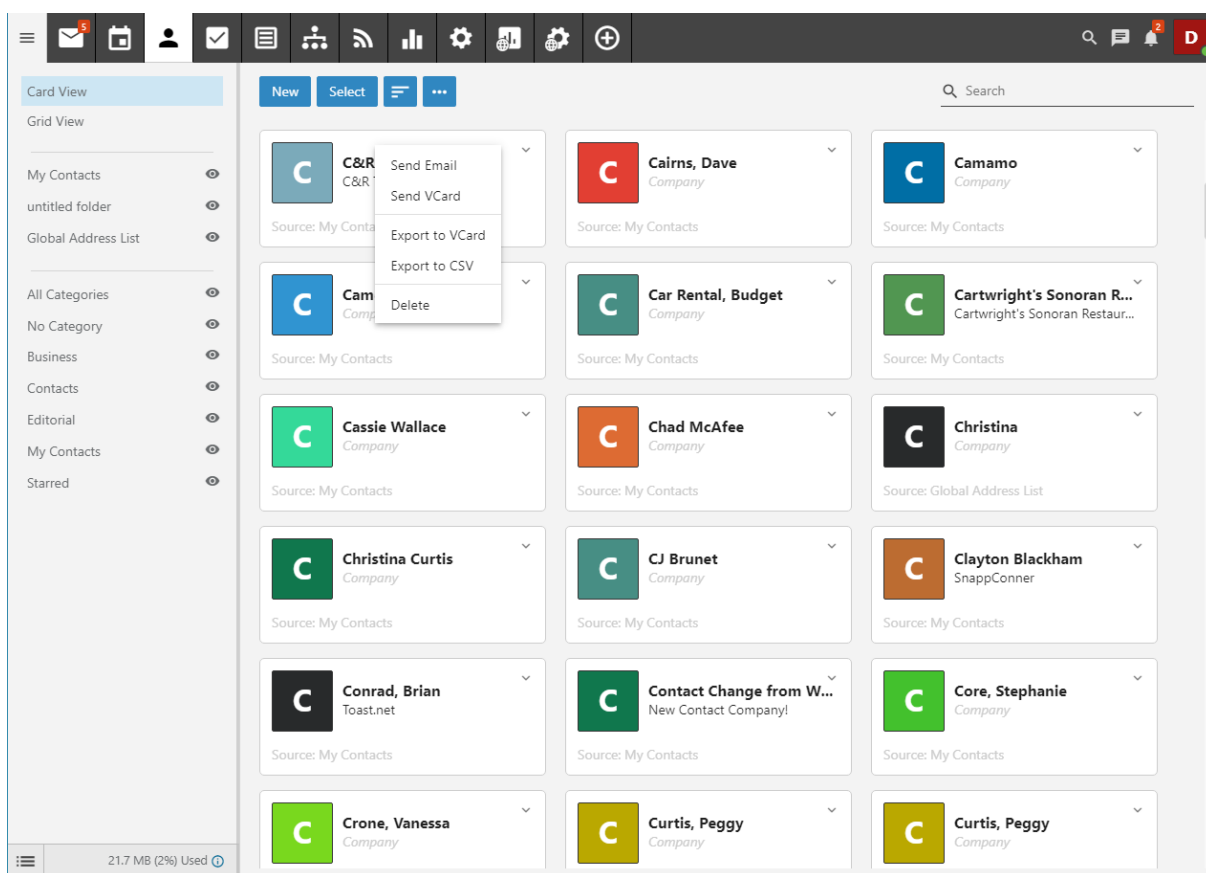 5
2
D
Card View
Grid View
My Contacts
untitled folder
Global Address List
All Categories
No Category
Business
Contacts
Editorial
My Contacts
Starred
21.7 MB (2%) Used
New
Select
Search
C
C&R
C&R
Source: My Conta
Send Email
Send VCard
Export to VCard
Export to CSV
Delete
C
Cairns, Dave
Company
Source: My Contacts
C
Camamo
Company
Source: My Contacts
C
Cam
Comp
Source: My Contacts
C
Car Rental, Budget
Company
Source: My Contacts
C
Cartwright's Sonoran R...
Cartwright's Sonoran Restaur...
Source: My Contacts
C
Cassie Wallace
Company
Source: My Contacts
C
Chad McAfee
Company
Source: My Contacts
C
Christina
Company
Source: Global Address List
C
Christina Curtis
Company
Source: My Contacts
C
CJ Brunet
Company
Source: My Contacts
C
Clayton Blackham
SnappConner
Source: My Contacts
C
Conrad, Brian
Toast.net
Source: My Contacts
C
Contact Change from W...
New Contact Company!
Source: My Contacts
C
Core, Stephanie
Company
Source: My Contacts
C
Crone, Vanessa
Company
C
Curtis, Peggy
Company
C
Curtis, Peggy
Company